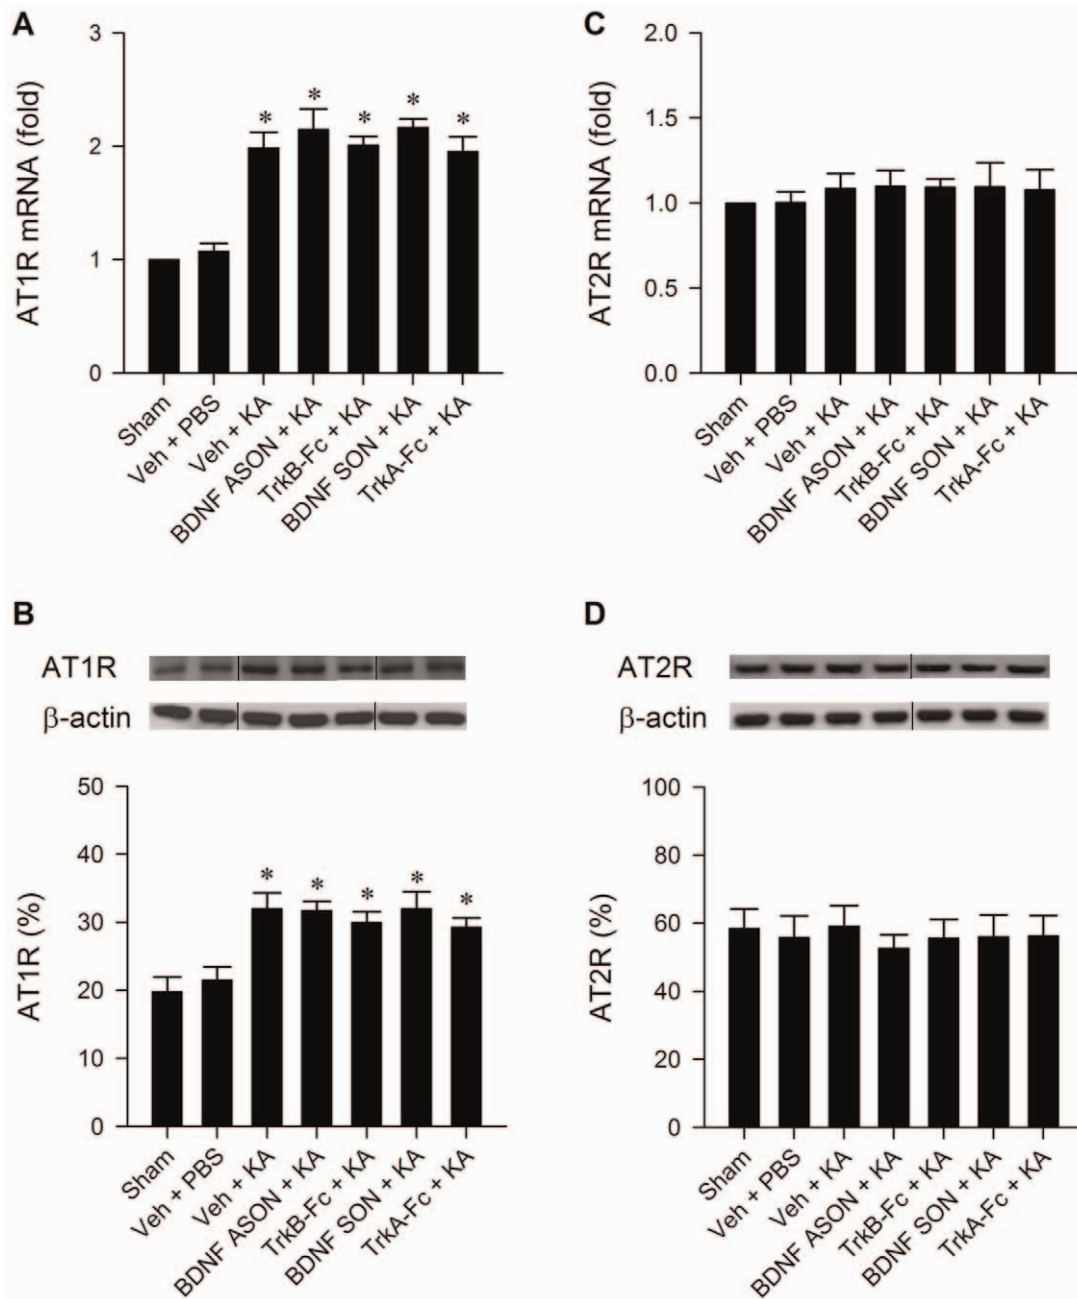 A
AT1R mRNA (fold)
3
2
1
0
* * * * *
Sham
Veh + PBS
Veh + KA
BDNF ASON + KA
TrkB-Fc + KA
BDNF SON + KA
TrkA-Fc + KA
C
AT2R mRNA (fold)
2.0
1.5
1.0
0.5
0.0
Sham
Veh + PBS
Veh + KA
BDNF ASON + KA
TrkB-Fc + KA
BDNF SON + KA
TrkA-Fc + KA
B
AT1R
β-actin
AT1R (%)
50
40
30
20
10
0
* * * * *
Sham
Veh + PBS
Veh + KA
BDNF ASON + KA
TrkB-Fc + KA
BDNF SON + KA
TrkA-Fc + KA
D
AT2R
β-actin
AT2R (%)
100
80
60
40
20
0
Sham
Veh + PBS
Veh + KA
BDNF ASON + KA
TrkB-Fc + KA
BDNF SON + KA
TrkA-Fc + KA